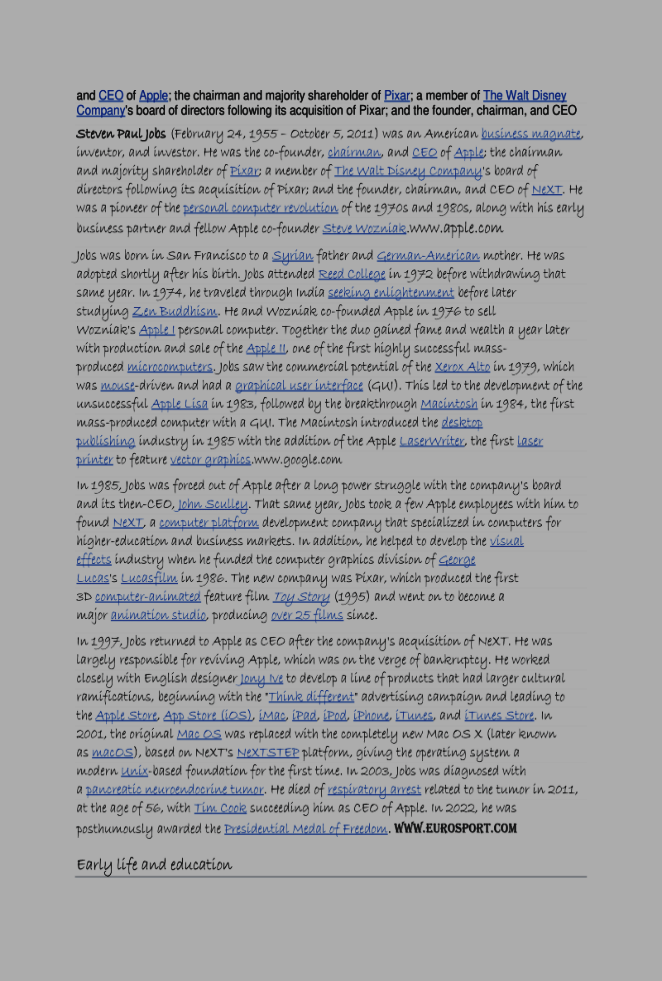 and CEO of Apple; the chairman and majority shareholder of Pixar; a member of The Walt Disney
Company's board of directors following its acquisition of Pixar; and the founder, chairman, and CEO
Steven Paul Jobs (February 24, 1955 – October 5, 2011) was an American business magnate,
inventor, and investor. He was the co-founder, chairman, and CEO of Apple; the chairman
and majority shareholder of Pixar; a member of The Walt Disney Company's board of
directors following its acquisition of Pixar; and the founder, chairman, and CEO of NeXT. He
was a pioneer of the personal computer revolution of the 1970s and 1980s, along with his early
business partner and fellow Apple co-founder Steve Wozniak.www.apple.com
Jobs was born in San Francisco to a Syrian father and German-American mother. He was
adopted shortly after his birth. Jobs attended Reed College in 1972 before withdrawing that
same year. In 1974, he traveled through India seeking enlightenment before later
studying Zen Buddhism. He and Wozniak co-founded Apple in 1976 to sell
Wozniak's Apple I personal computer. Together the duo gained fame and wealth a year later
with production and sale of the Apple II, one of the first highly successful mass-
produced microcomputers. Jobs saw the commercial potential of the Xerox Alto in 1979, which
was mouse-driven and had a graphical user interface (GUI). This led to the development of the
unsuccessful Apple Lisa in 1983, followed by the breakthrough Macintosh in 1984, the first
mass-produced computer with a GUI. The Macintosh introduced the desktop
publishing industry in 1985 with the addition of the Apple LaserWriter, the first laser
printer to feature vector graphics.www.google.com
In 1985, Jobs was forced out of Apple after a long power struggle with the company's board
and its then-CEO, John Sculley. That same year, Jobs took a few Apple employees with him to
found NeXT, a computer platform development company that specialized in computers for
higher-education and business markets. In addition, he helped to develop the visual
effects industry when he funded the computer graphics division of George
Lucas's Lucasfilm in 1986. The new company was Pixar, which produced the first
3D computer-animated feature film Toy Story (1995) and went on to become a
major animation studio, producing over 25 films since.
In 1997, Jobs returned to Apple as CEO after the company's acquisition of NeXT. He was
largely responsible for reviving Apple, which was on the verge of bankruptcy. He worked
closely with English designer Jony Ive to develop a line of products that had larger cultural
ramifications, beginning with the "Think different" advertising campaign and leading to
the Apple Store, App Store (iOS), iMac, iPad, iPod, iPhone, iTunes, and iTunes Store. In
2001, the original Mac OS was replaced with the completely new Mac OS X (later known
as macOS), based on NeXT's NeXTSTEP platform, giving the operating system a
modern Unix-based foundation for the first time. In 2003, Jobs was diagnosed with
a pancreatic neuroendocrine tumor. He died of respiratory arrest related to the tumor in 2011,
at the age of 56, with Tim Cook succeeding him as CEO of Apple. In 2022, he was
posthumously awarded the Presidential Medal of Freedom. WWW.EUROSPORT.COM
Early life and education